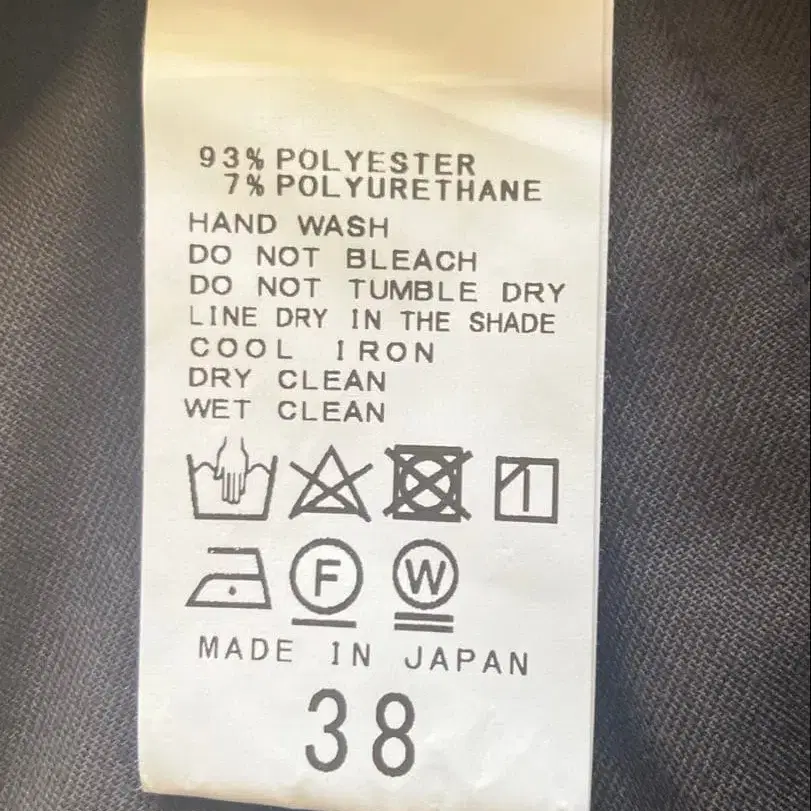 93% POLYESTER
7% POLYURETHANE
HAND WASH
DO NOT BLEACH
DO NOT TUMBLE DRY
LINE DRY IN THE SHADE
COOL IRON
DRY CLEAN
WET CLEAN
F W
MADE IN JAPAN
38